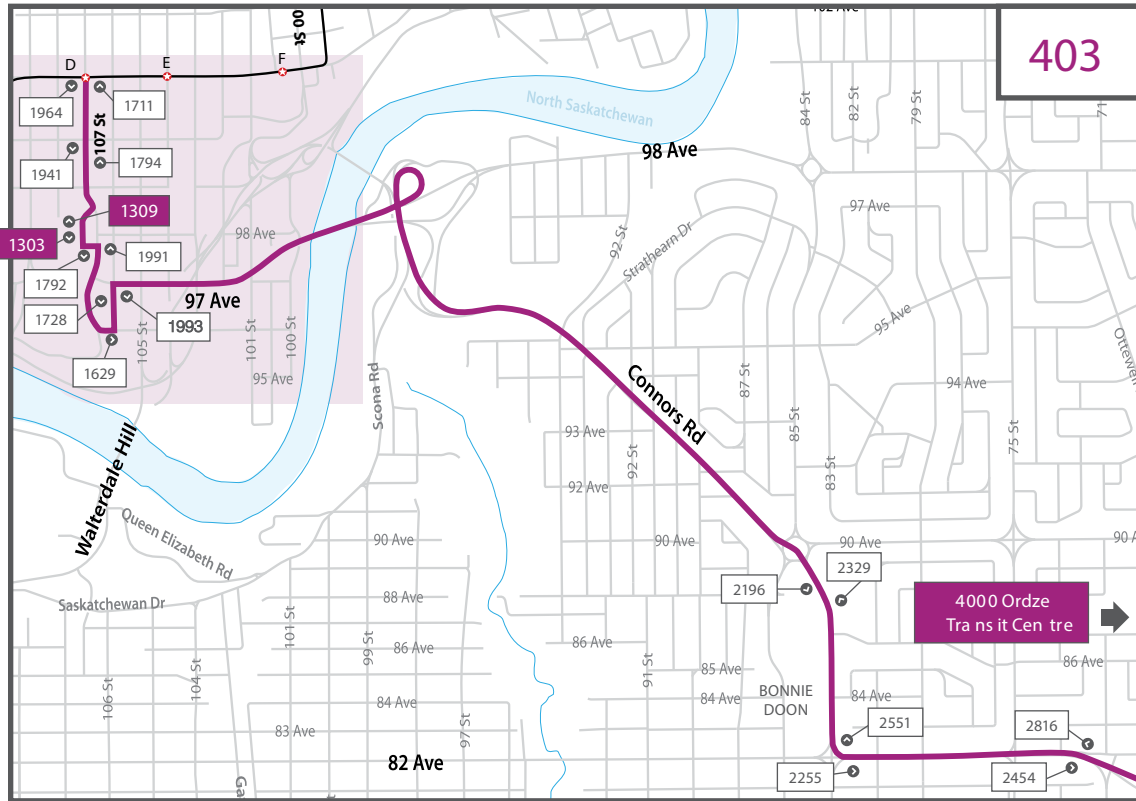 102 Ave
403
00 St
D
E
F
1964
1711
107 St
North Saskatchewan
84 St
82 St
79 St
71
98 Ave
1941
1794
1309
1303
98 Ave
1991
1792
92 St
Strathearn Dr
97 Ave
1728
97 Ave
1993
95 Ave
1629
105 St
101 St
100 St
95 Ave
Scona Rd
Connors Rd
87 St
85 St
94 Ave
Ottewell
75 St
93 Ave
92 St
92 Ave
83 St
Walterdale Hill
Queen Elizabeth Rd
90 Ave
90 Ave
90 Ave
90 A
2196
2329
4000 Ordze
Tra ns it Cen tre
Saskatchewan Dr
88 Ave
101 St
99 St
86 Ave
86 Ave
91 St
85 Ave
86 Ave
106 St
104 St
84 Ave
84 Ave
BONNIE
DOON
84 Ave
83 Ave
97 St
2551
2816
82 Ave
2255
2454
Ga